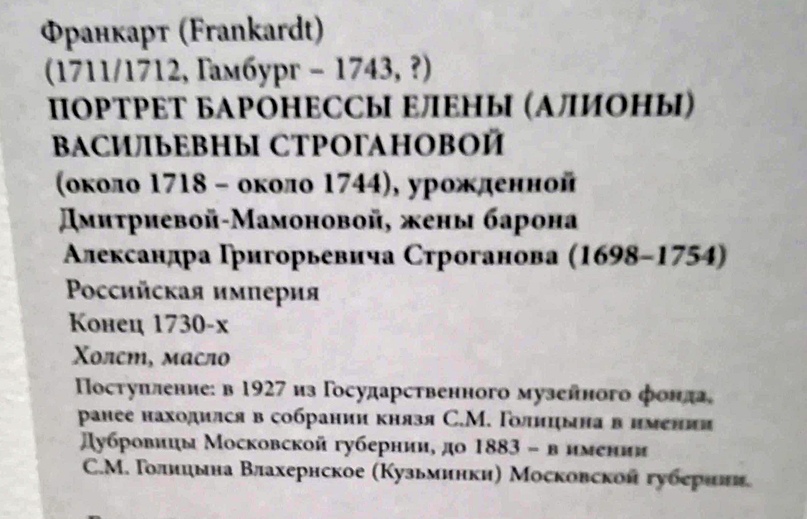 Франкарт (Frankardt)
(1711/1712, Гамбург – 1743, ?)
ПОРТРЕТ БАРОНЕССЫ ЕЛЕНЫ (АЛИОНЫ)
ВАСИЛЬЕВНЫ СТРОГАНОВОЙ
(около 1718 – около 1744), урожденной
Дмитриевой-Мамоновой, жены барона
Александра Григорьевича Строганова (1698–1754)
Российская империя
Конец 1730-х
Холст, масло
Поступление: в 1927 из Государственного музейного фонда,
ранее находился в собрании князя С.М. Голицына в имении
Дубровицы Московской губернии, до 1883 – в имении
С.М. Голицына Влахернское (Кузьминки) Московской губернии.